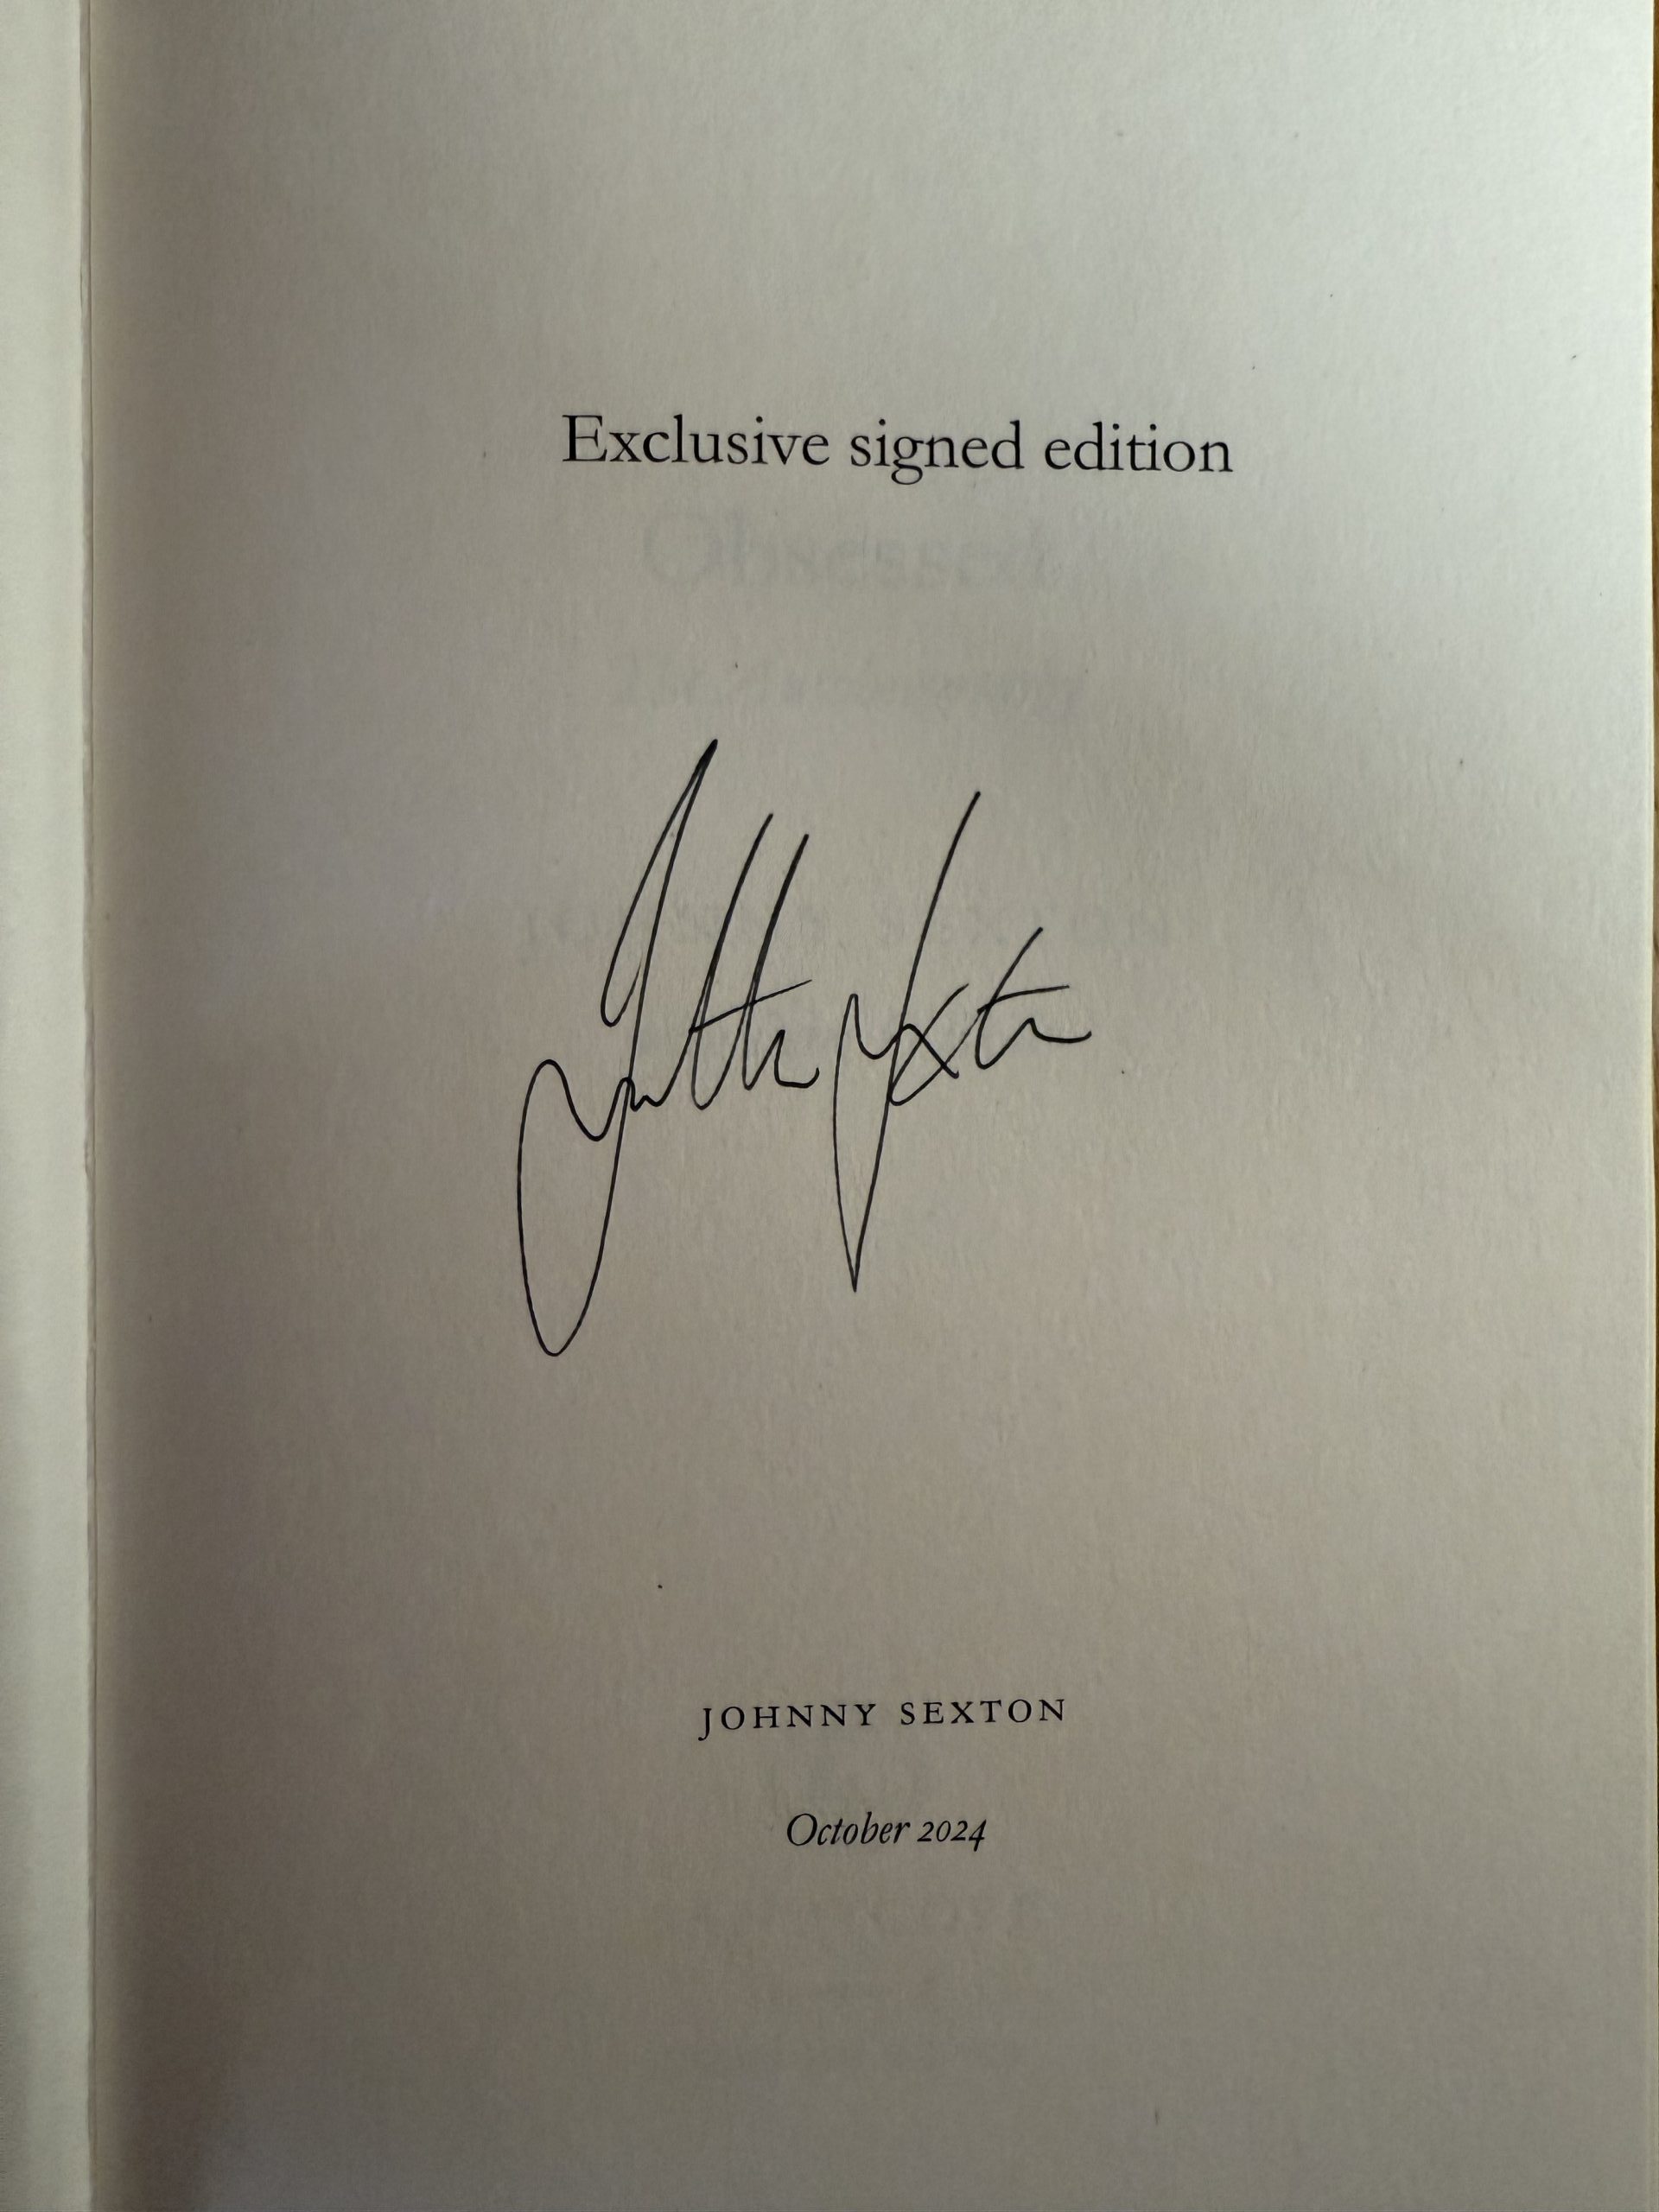 Exclusive signed edition
JOHNNY SEXTON
October 2024